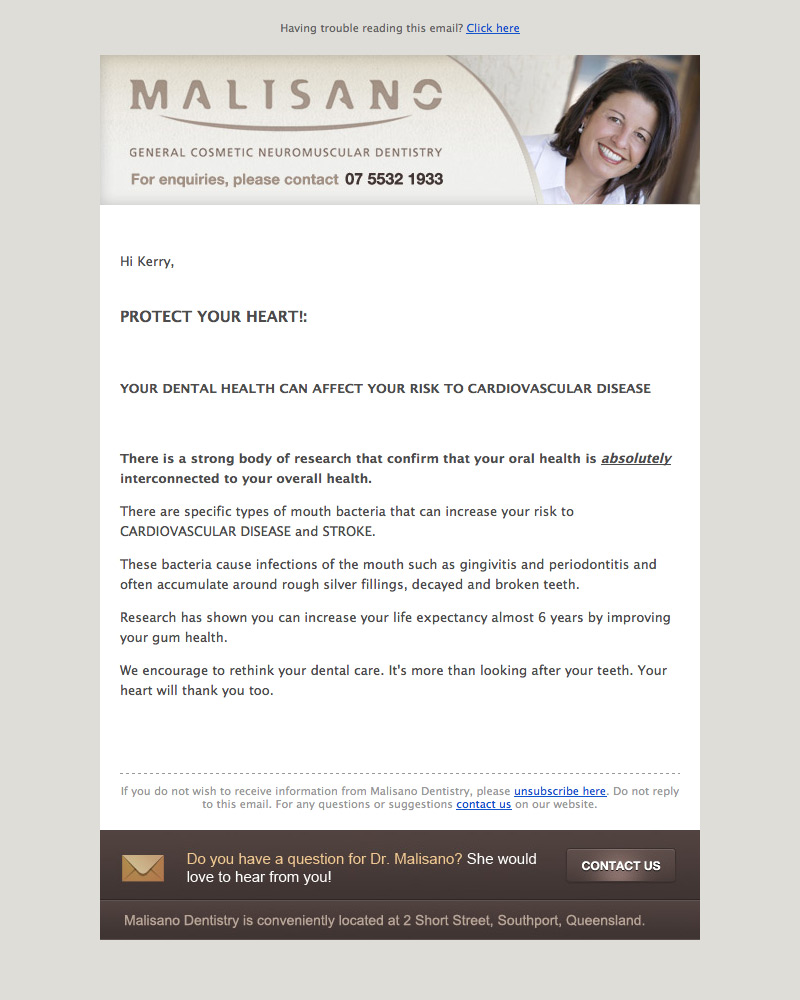 Having trouble reading this email? Click here
MALISANO
GENERAL COSMETIC NEUROMUSCULAR DENTISTRY
For enquiries, please contact 07 5532 1933
Hi Kerry,
PROTECT YOUR HEART!:
YOUR DENTAL HEALTH CAN AFFECT YOUR RISK TO CARDIOVASCULAR DISEASE
There is a strong body of research that confirm that your oral health is absolutely
interconnected to your overall health.
There are specific types of mouth bacteria that can increase your risk to
CARDIOVASCULAR DISEASE and STROKE.
These bacteria cause infections of the mouth such as gingivitis and periodontitis and
often accumulate around rough silver fillings, decayed and broken teeth.
Research has shown you can increase your life expectancy almost 6 years by improving
your gum health.
We encourage to rethink your dental care. It's more than looking after your teeth. Your
heart will thank you too.
If you do not wish to receive information from Malisano Dentistry, please unsubscribe here. Do not reply
to this email. For any questions or suggestions contact us on our website.
Do you have a question for Dr. Malisano? She would
love to hear from you!
CONTACT US
Malisano Dentistry is conveniently located at 2 Short Street, Southport, Queensland.